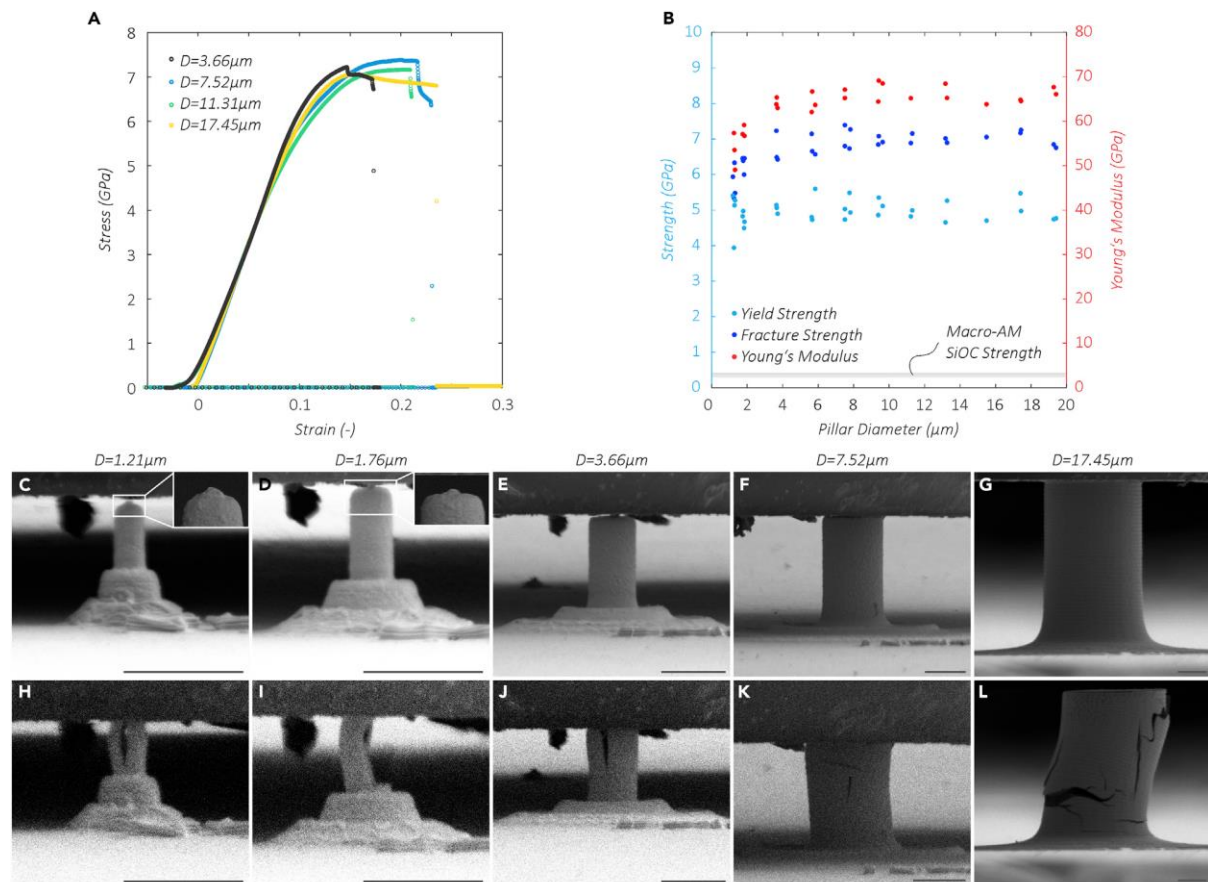 A
B
8
7
6
5
4
3
2
1
0
Stress (GPa)
D=3.66μm
D=7.52μm
D=11.31μm
D=17.45μm
0
0.1
0.2
0.3
Strain (-)
10
9
8
7
6
5
4
3
2
1
0
Strength (GPa)
Yield Strength
Fracture Strength
Young's Modulus
Macro-AM
SiOC Strength
80
70
60
50
40
30
20
10
0
Young's Modulus (GPa)
0 2 4 6 8 10 12 14 16 18 20
Pillar Diameter (μm)
D=1.21μm
D=1.76μm
D=3.66μm
D=7.52μm
D=17.45μm
C
D
E
F
G
H
I
J
K
L